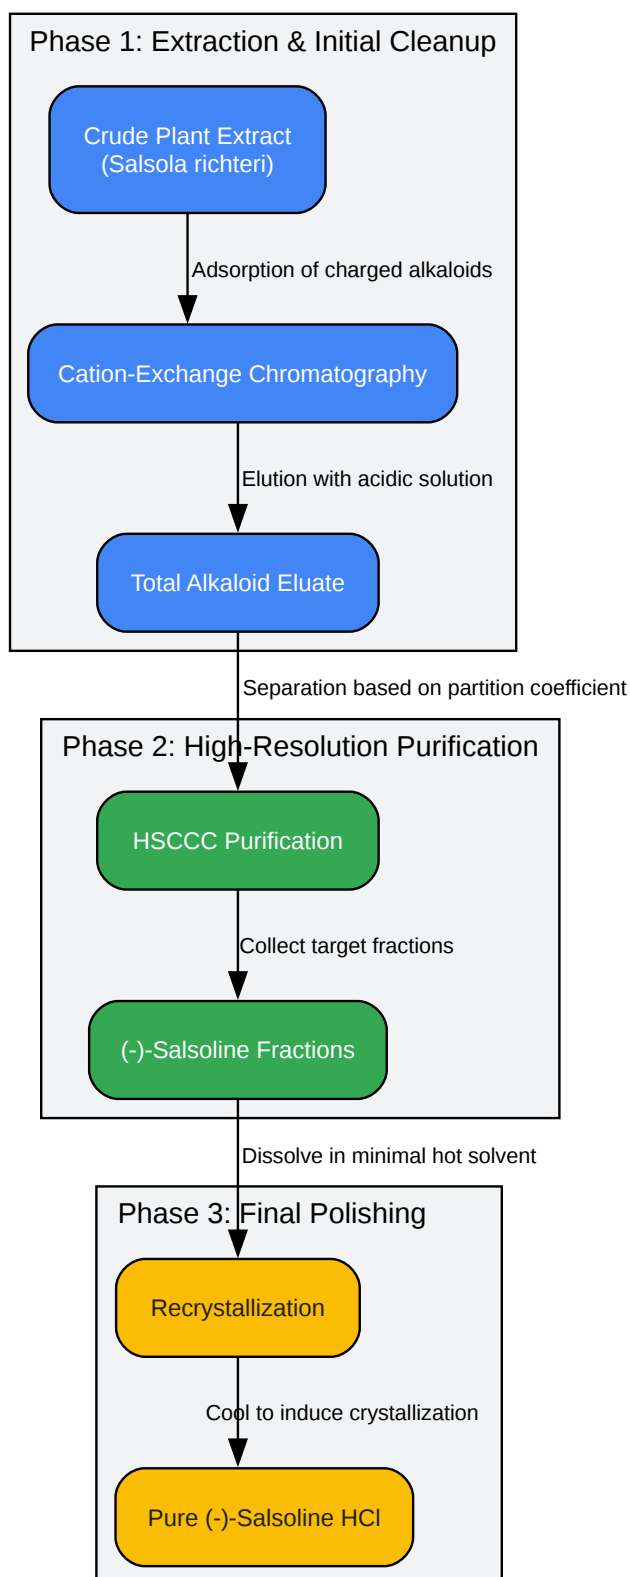 Phase 1: Extraction & Initial Cleanup
Crude Plant Extract
(Salsola richteri)
Adsorption of charged alkaloids
Cation-Exchange Chromatography
Elution with acidic solution
Total Alkaloid Eluate
Separation based on partition coefficient
Phase 2: High-Resolution Purification
HSCCC Purification
Collect target fractions
(-)-Salsoline Fractions
Dissolve in minimal hot solvent
Phase 3: Final Polishing
Recrystallization
Cool to induce crystallization
Pure (-)-Salsoline HCl